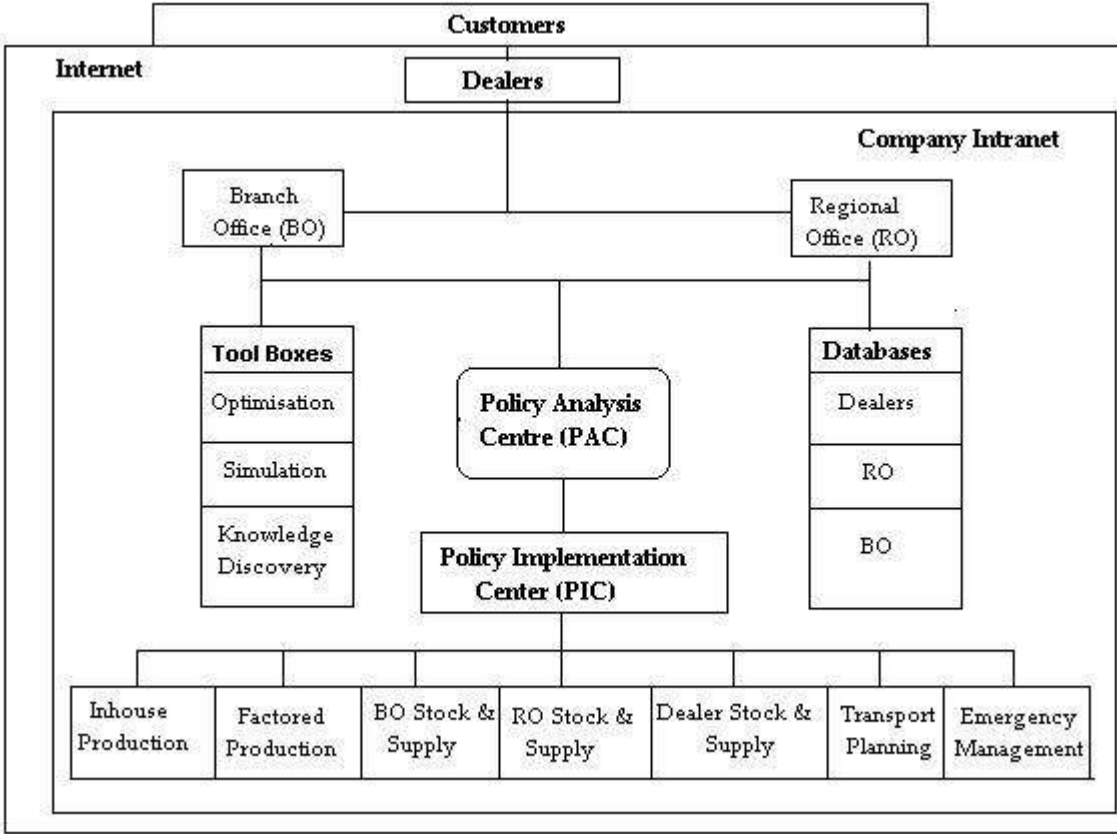 Customers
Internet
Dealers
Company Intranet
Branch
Office (BO)
Regional
Office (RO)
Tool Boxes
Optimisation
Simulation
Knowledge
Discovery
Policy Analysis
Centre (PAC)
Databases
Dealers
RO
BO
Policy Implementation
Center (PIC)
Inhouse
Production
Factored
Production
BO Stock &
Supply
RO Stock &
Supply
Dealer Stock &
Supply
Transport
Planning
Emergency
Management